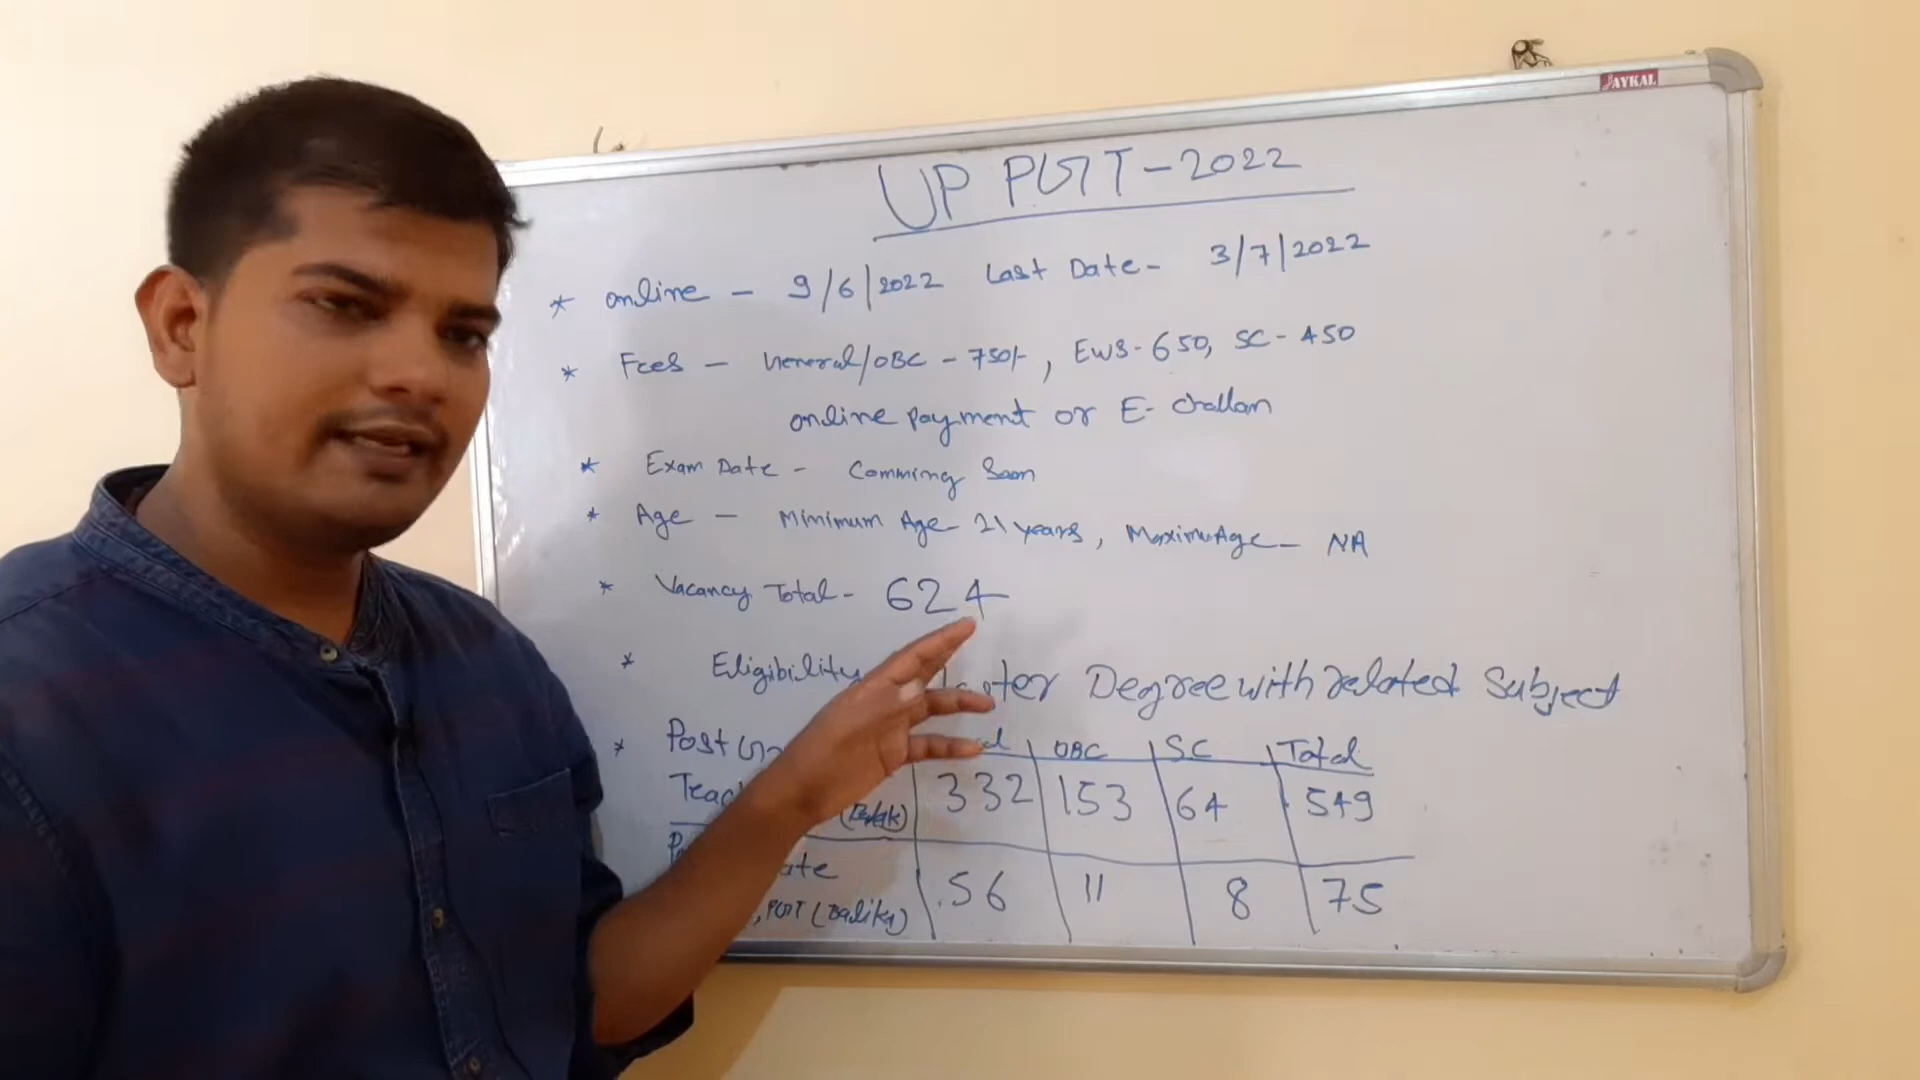 JAYKAL
UP PGT-2022
* online - 9/6/2022 Last Date- 3/7/2022
* Fees - General/OBC - 750/-, EWS-650, SC-450
online payment or E-challan
* Exam Date - Comming Soon
* Age - Minimum Age- 21 years, MaximuAge- NA
* Vacancy Total- 624
* Eligibility Degree with related Subject
* Post OBC SC Total
332 153 64 549
PGT (Balika) 56 11 8 75